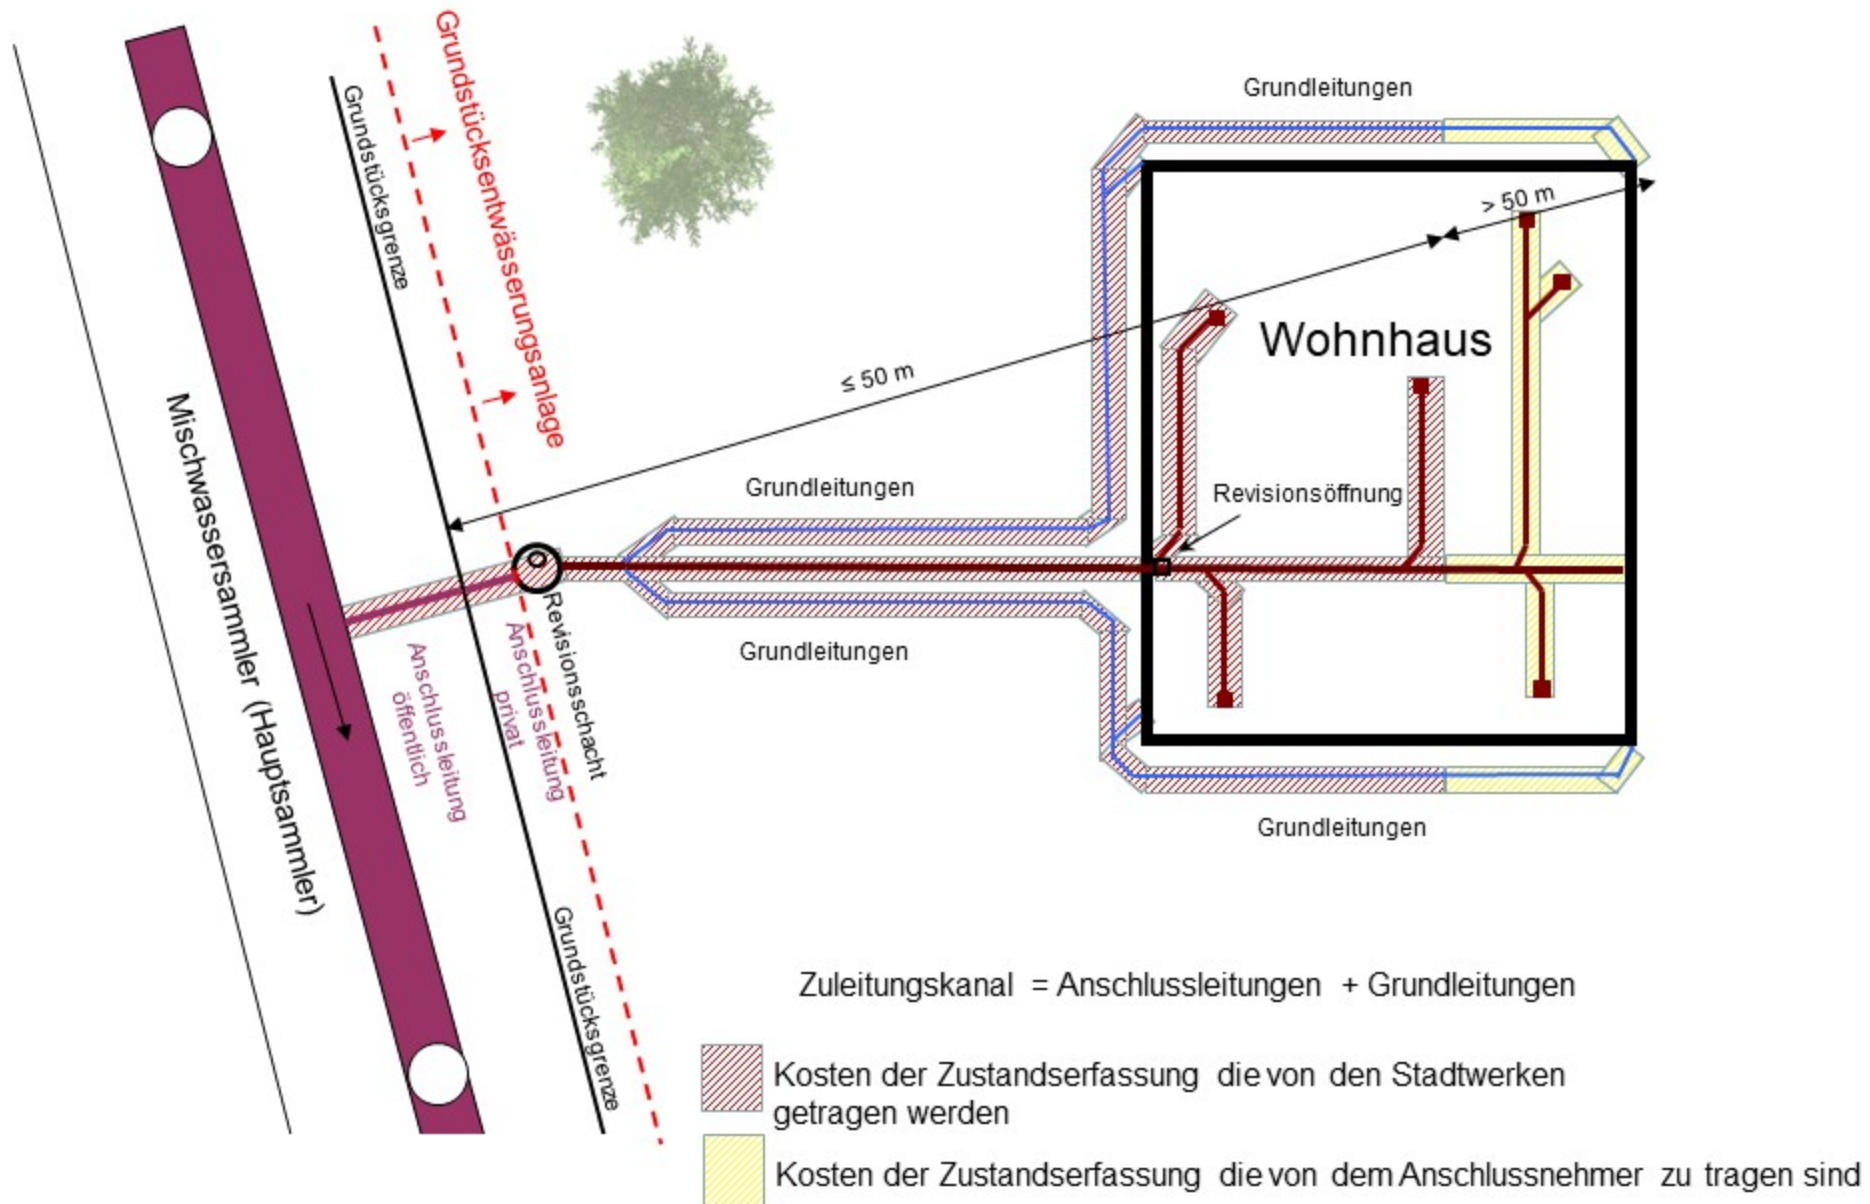 Grundstücksentwässerungsanlage
Grundstücksgrenze
Grundleitungen
> 50 m
Wohnhaus
≤ 50 m
Mischwassersammler (Hauptsammler)
Grundleitungen
Revisionsöffnung
Anschlussleitung
öffentlich
Anschlussleitung
privat
Revisionsschacht
Grundleitungen
Grundleitungen
Grundstücksgrenze
Zuleitungskanal = Anschlussleitungen + Grundleitungen
Kosten der Zustandserfassung die von den Stadtwerken
getragen werden
Kosten der Zustandserfassung die von dem Anschlussnehmer zu tragen sind